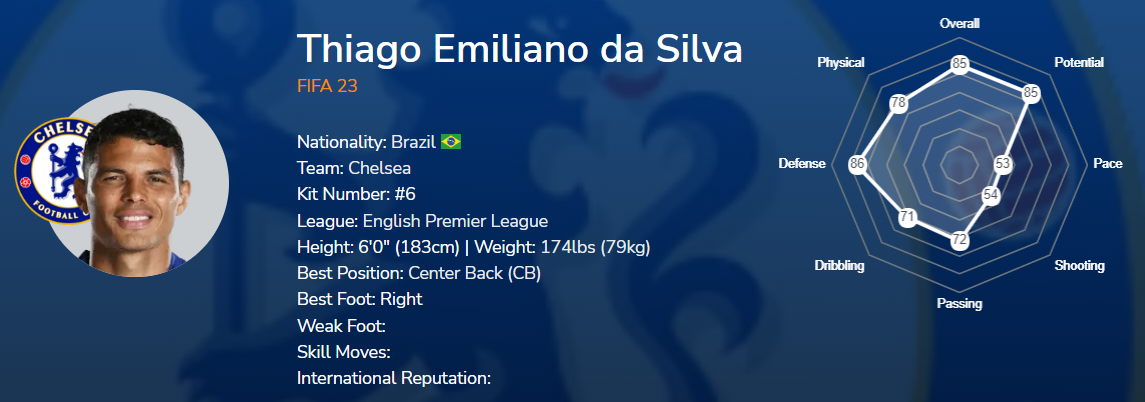 Thiago Emiliano da Silva
FIFA 23
CHELSEA
FOOTBALL
Nationality: Brazil
Team: Chelsea
Kit Number: #6
League: English Premier League
Height: 6'0" (183cm) | Weight: 174lbs (79kg)
Best Position: Center Back (CB)
Best Foot: Right
Weak Foot:
Skill Moves:
International Reputation:
Overall
85
Potential
85
Pace
53
Shooting
54
Passing
72
Dribbling
71
Defense
86
Physical
78